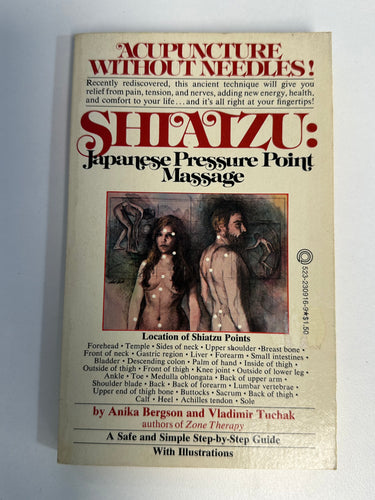 ACUPUNCTURE
WITHOUT NEEDLES!
Recently rediscovered, this ancient technique will give you
relief from pain, tension, and nerves, adding new energy, health,
and comfort to your life...and it's all right at your fingertips!
SHIATZU:
Japanese Pressure Point
Massage
523-230916-9★$1.50
Location of Shiatzu Points
Forehead · Temple · Sides of neck · Upper shoulder · Breast bone ·
Front of neck · Gastric region · Liver · Forearm · Small intestines ·
Bladder · Descending colon · Palm of hand · Inside of thigh ·
Outside of thigh · Front of thigh · Knee joint · Outside of lower leg ·
Ankle · Toe · Medulla oblongata · Back of upper arm ·
Shoulder blade · Back · Back of forearm · Lumbar vertebrae ·
Upper end of thigh bone · Buttocks · Sacrum · Back of thigh ·
Calf · Heel · Achilles tendon · Sole
by Anika Bergson and Vladimir Tuchak
authors of Zone Therapy
A Safe and Simple Step-by-Step Guide
With Illustrations